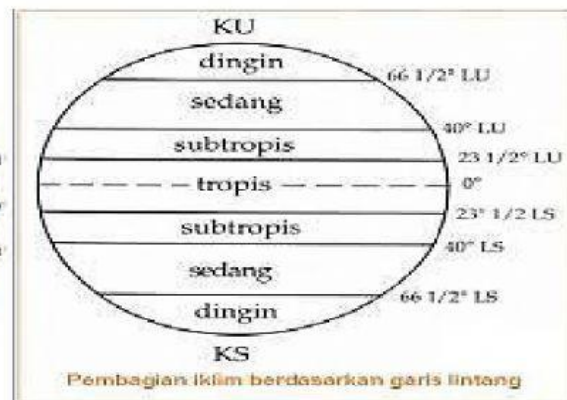 KU
dingin
66 1/2° LU
sedang
40° LU
subtropis
23 1/2° LU
tropis
0°
23° 1/2 LS
subtropis
40° LS
sedang
66 1/2° LS
dingin
KS
Pembagian iklim berdasarkan garis lintang